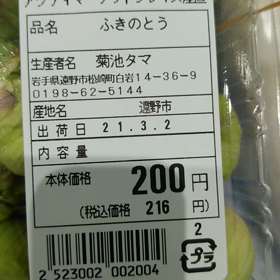 品名 ふきのとう
生産者名 菊池タマ
岩手県遠野市松崎町白岩14-36-9
0198-62-5144
産地名 遠野市
出荷日 21.3.2
内容量
本体価格 200円
(税込価格 216円)
2
プラ
2 523002 002004